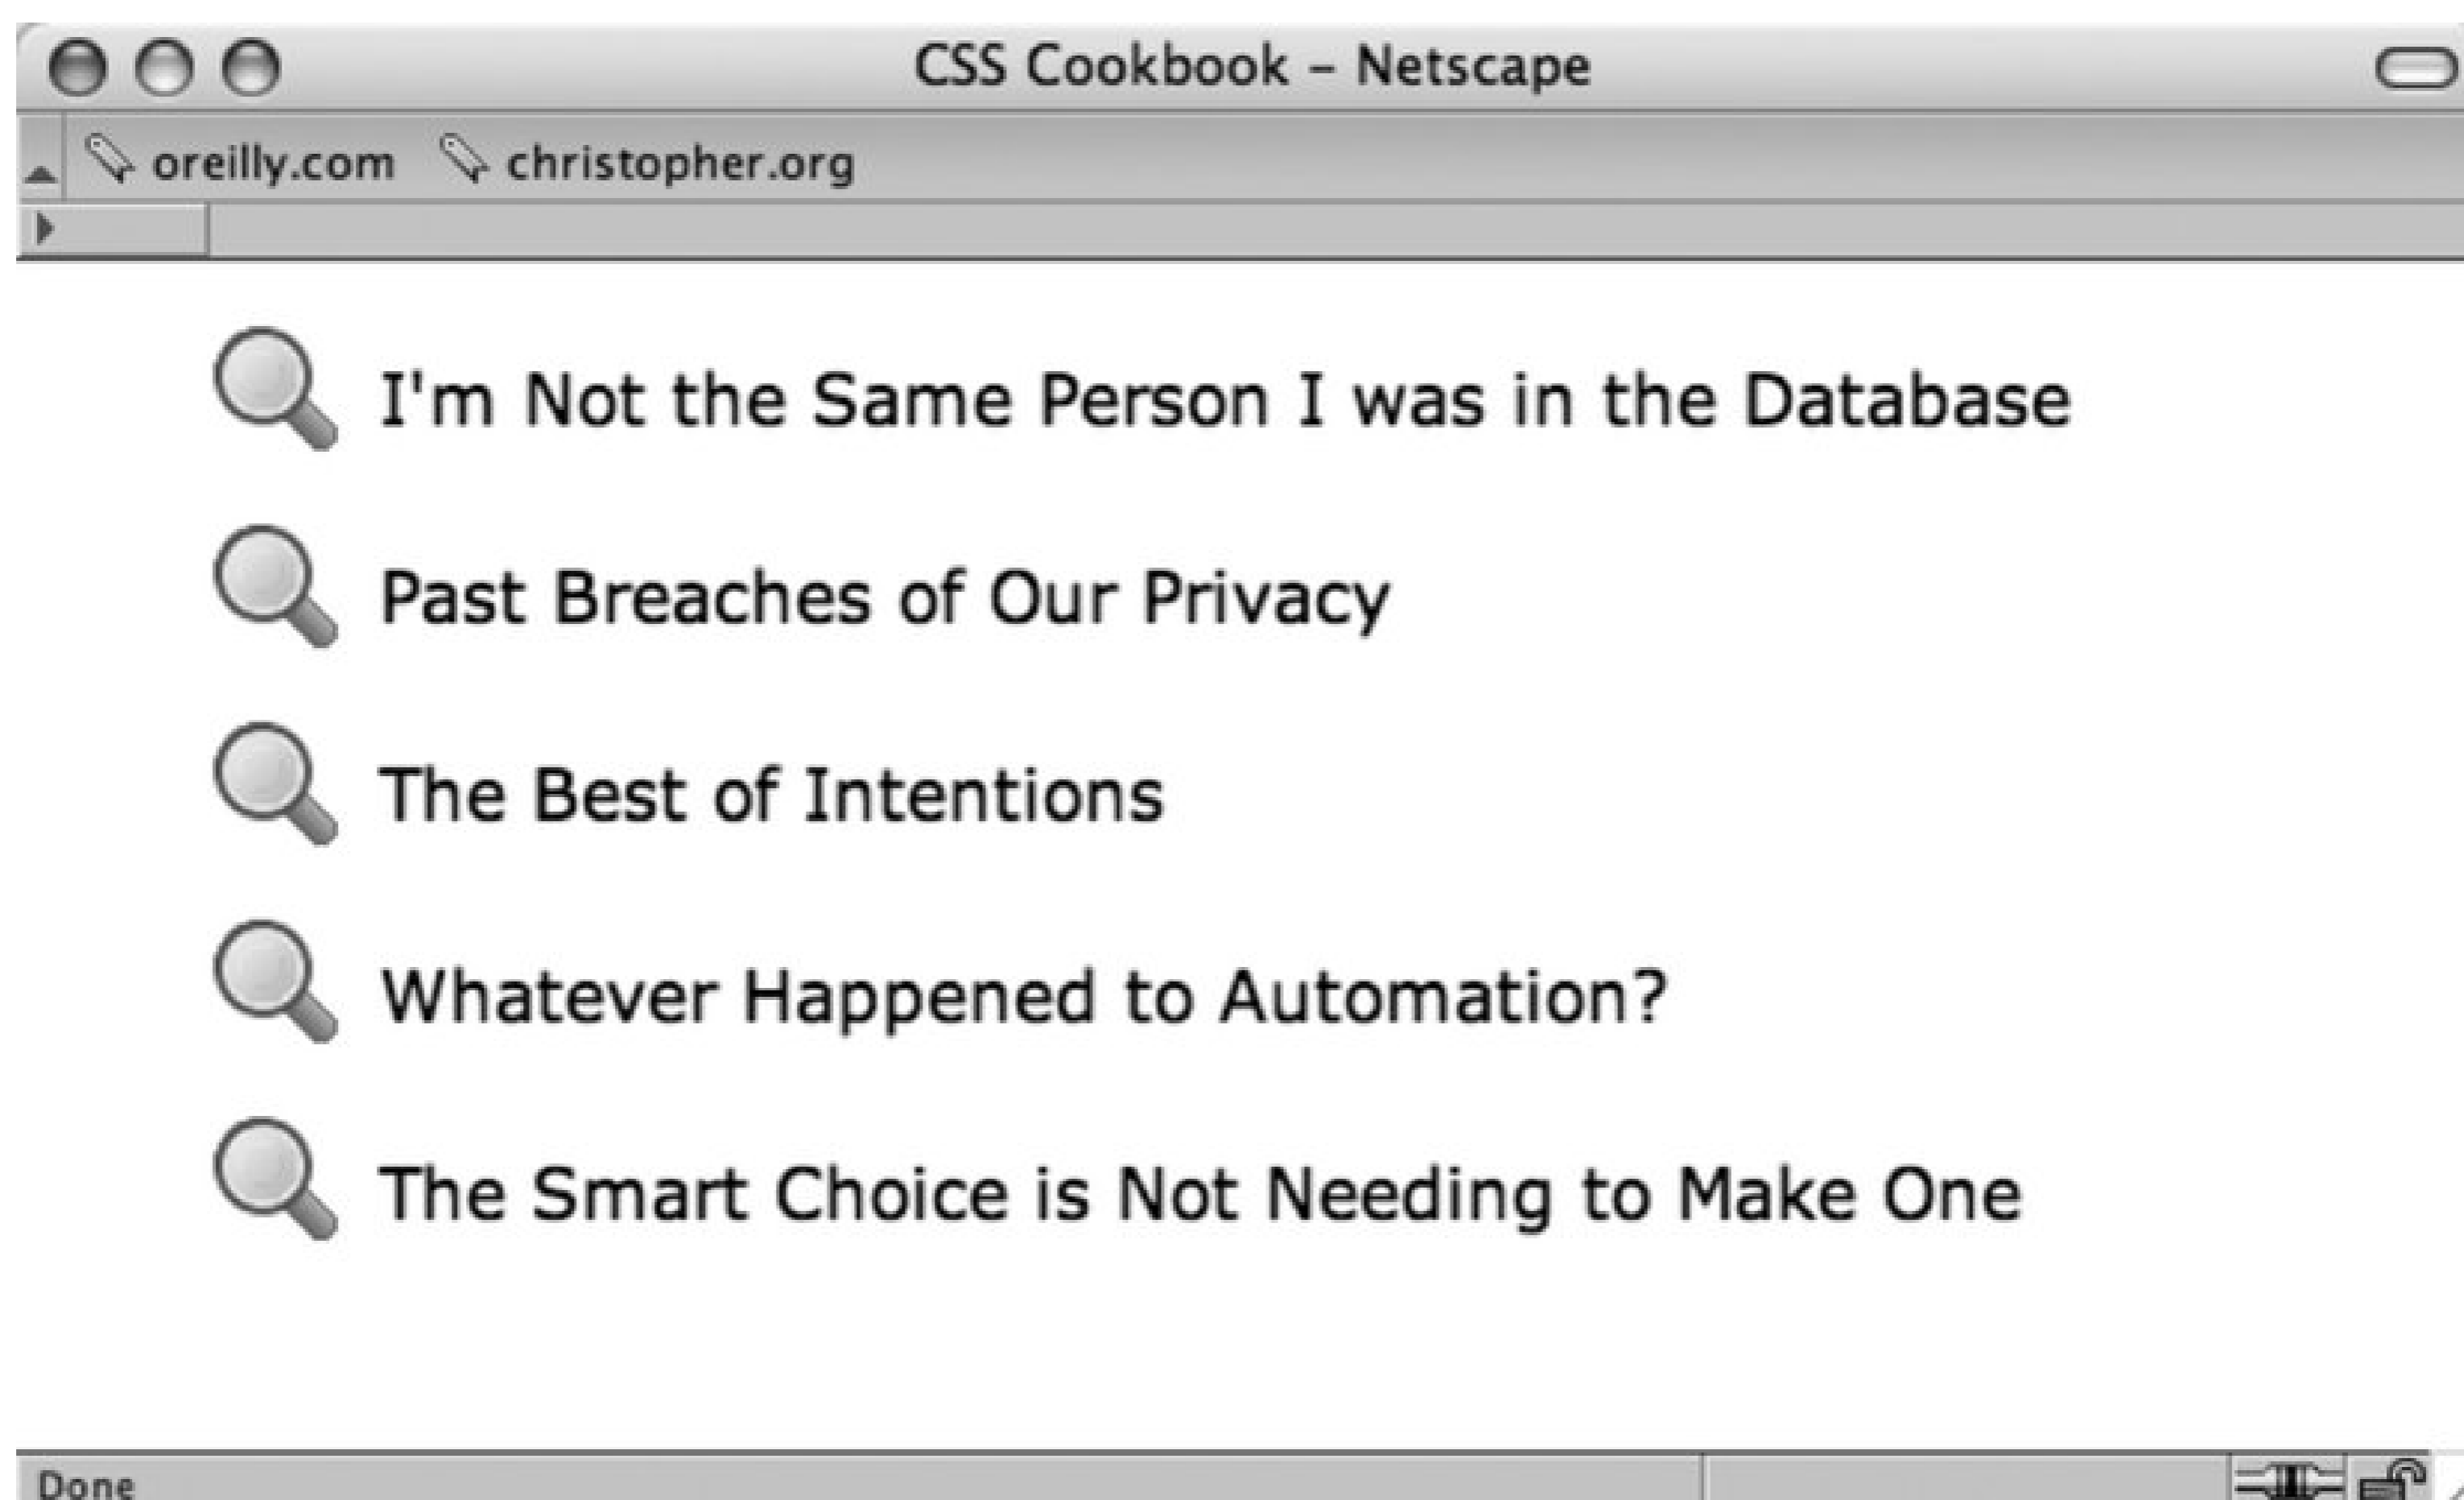 CSS Cookbook – Netscape
oreilly.com christopher.org
I'm Not the Same Person I was in the Database
Past Breaches of Our Privacy
The Best of Intentions
Whatever Happened to Automation?
The Smart Choice is Not Needing to Make One
Done